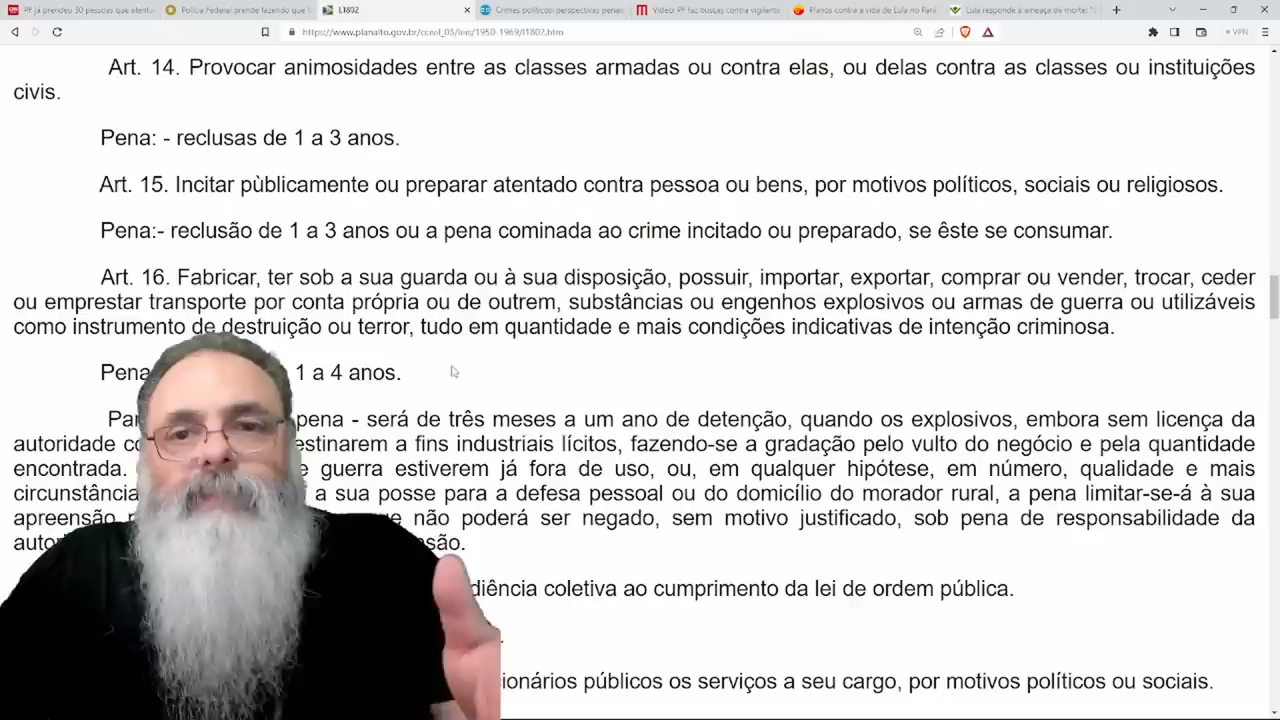 PF já prendeu 30 pessoas que atentar
Polícia Federal prende fazendo que f
L1802
Crimes políticos: perspectivas penais
Vídeo: PF faz buscas contra vigilante
Planos contra a vida de Lula no Pará
Lula responde a ameaça de morte: "S
https://www.planalto.gov.br/ccivil_03/leis/1950-1969/l1802.htm
VPN
Art. 14. Provocar animosidades entre as classes armadas ou contra elas, ou delas contra as classes ou instituições
civis.
Pena: - reclusas de 1 a 3 anos.
Art. 15. Incitar pùblicamente ou preparar atentado contra pessoa ou bens, por motivos políticos, sociais ou religiosos.
Pena:- reclusão de 1 a 3 anos ou a pena cominada ao crime incitado ou preparado, se êste se consumar.
Art. 16. Fabricar, ter sob a sua guarda ou à sua disposição, possuir, importar, exportar, comprar ou vender, trocar, ceder
ou emprestar transporte por conta própria ou de outrem, substâncias ou engenhos explosivos ou armas de guerra ou utilizáveis
como instrumento de destruição ou terror, tudo em quantidade e mais condições indicativas de intenção criminosa.
Pena 1 a 4 anos.
Par pena - será de três meses a um ano de detenção, quando os explosivos, embora sem licença da
autoridade co estinarem a fins industriais lícitos, fazendo-se a gradação pelo vulto do negócio e pela quantidade
encontrada. e guerra estiverem já fora de uso, ou, em qualquer hipótese, em número, qualidade e mais
circunstância a sua posse para a defesa pessoal ou do domicílio do morador rural, a pena limitar-se-á à sua
apreensão que não poderá ser negado, sem motivo justificado, sob pena de responsabilidade da
auto são.
diência coletiva ao cumprimento da lei de ordem pública.
ionários públicos os serviços a seu cargo, por motivos políticos ou sociais.